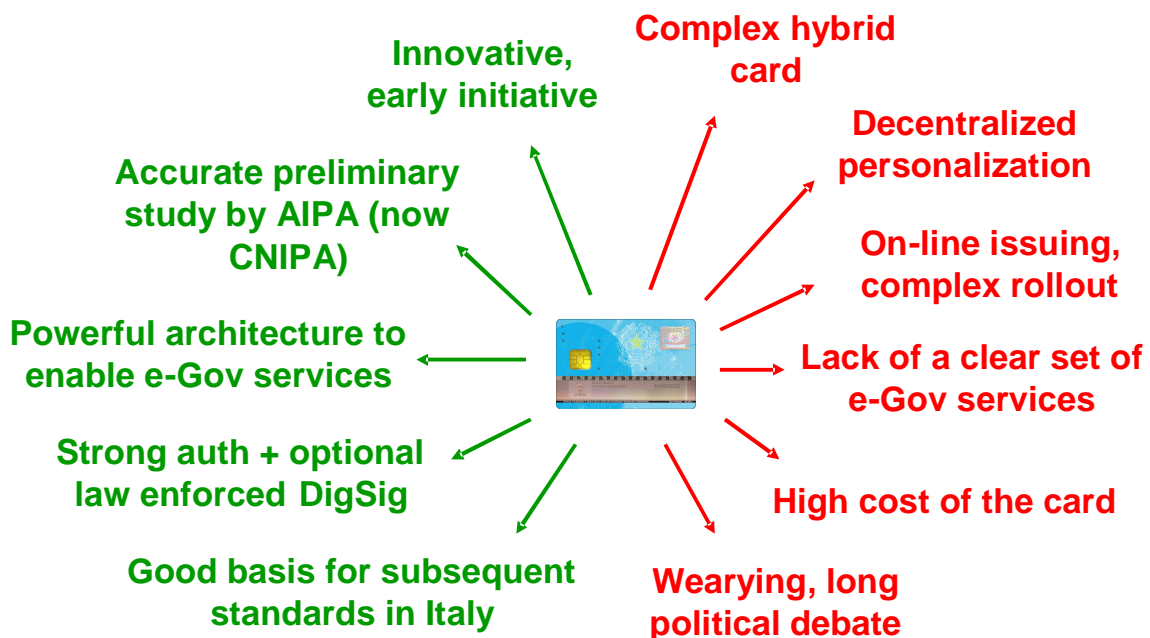 Innovative,
early initiative
Accurate preliminary
study by AIPA (now
CNIPA)
Powerful architecture to
enable e-Gov services
Strong auth + optional
law enforced DigSig
Good basis for subsequent
standards in Italy
Complex hybrid
card
Decentralized
personalization
On-line issuing,
complex rollout
Lack of a clear set of
e-Gov services
High cost of the card
Wearying, long
political debate